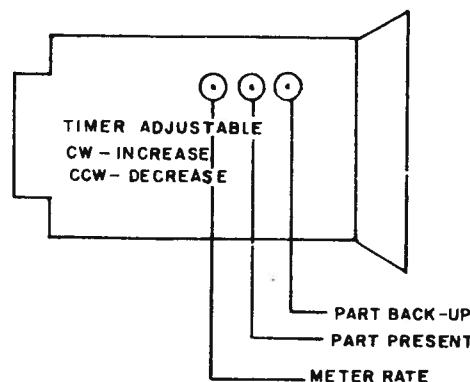 TIMER ADJUSTABLE
CW-INCREASE
CCW-DECREASE
PART BACK-UP
PART PRESENT
METER RATE